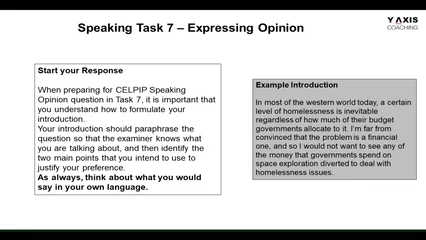 Speaking Task 7 – Expressing Opinion
Y AXIS
COACHING
Start your Response
When preparing for CELPIP Speaking
Opinion question in Task 7, it is important that
you understand how to formulate your
introduction.
Your introduction should paraphrase the
question so that the examiner knows what
you are talking about, and then identify the
two main points that you intend to use to
justify your preference.
As always, think about what you would
say in your own language.
Example Introduction
In most of the western world today, a certain
level of homelessness is inevitable
regardless of how much of their budget
governments allocate to it. I'm far from
convinced that the problem is a financial
one, and so I would not want to see any
of the money that governments spend on
space exploration diverted to deal with
homelessness issues.